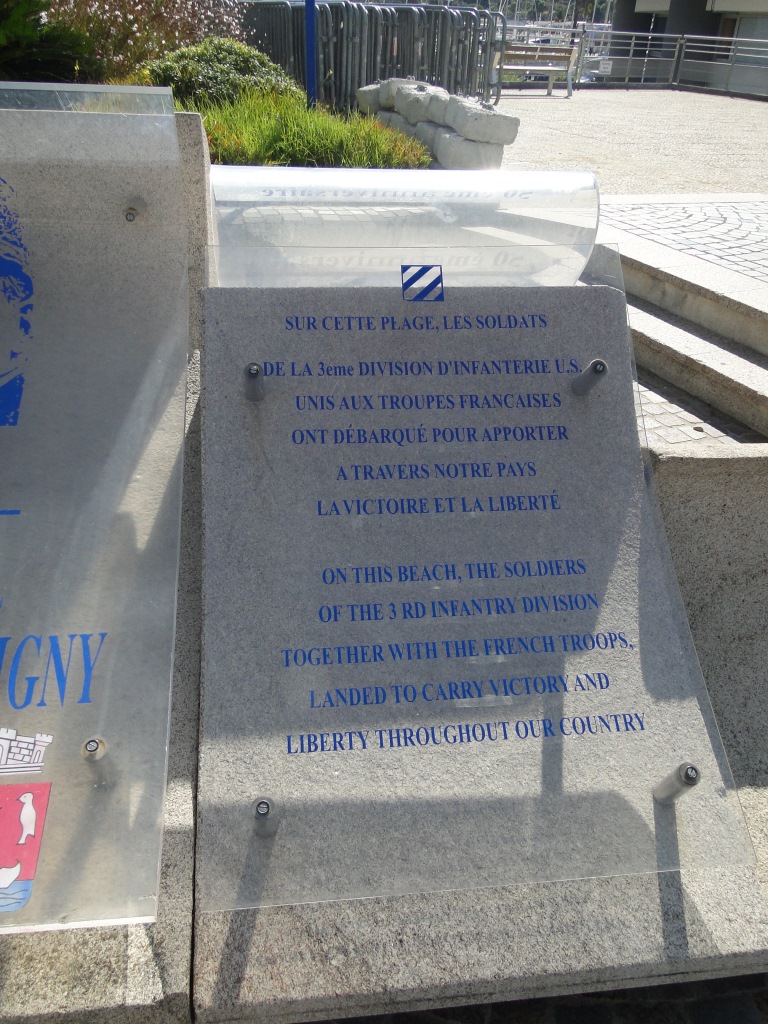 50ème anniversaire
SUR CETTE PLAGE, LES SOLDATS
DE LA 3eme DIVISION D'INFANTERIE U.S.
UNIS AUX TROUPES FRANCAISES
ONT DÉBARQUÉ POUR APPORTER
A TRAVERS NOTRE PAYS
LA VICTOIRE ET LA LIBERTÉ
ON THIS BEACH, THE SOLDIERS
OF THE 3 RD INFANTRY DIVISION
TOGETHER WITH THE FRENCH TROOPS,
LANDED TO CARRY VICTORY AND
LIBERTY THROUGHOUT OUR COUNTRY
IGNY